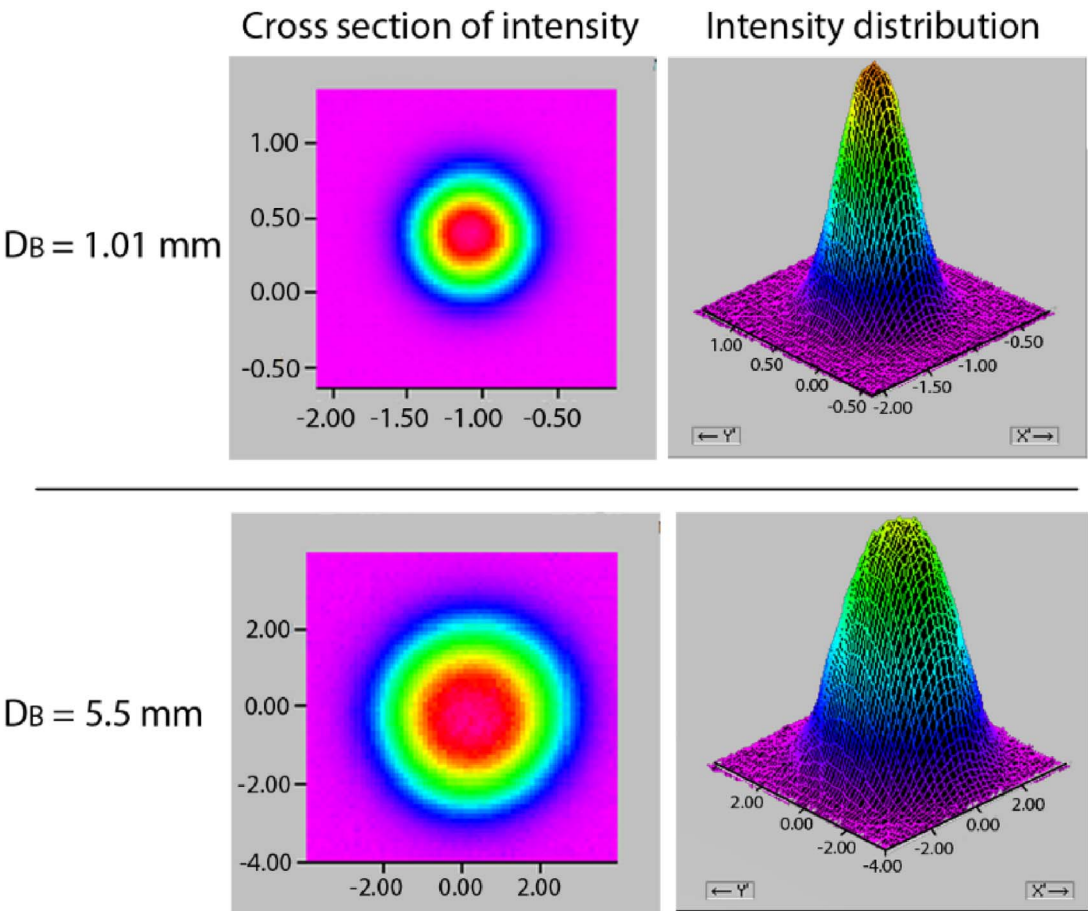 Cross section of intensity
Intensity distribution
DB = 1.01 mm
1.00
0.50
0.00
-0.50
-2.00 -1.50 -1.00 -0.50
1.00
0.50
0.00
-0.50
-2.00
-1.50
-1.00
-0.50
← Y'
X' →
DB = 5.5 mm
2.00
0.00
-2.00
-4.00
-2.00 0.00 2.00
2.00
0.00
-2.00
-4.00
-2.00
0.00
2.00
← Y'
X' →